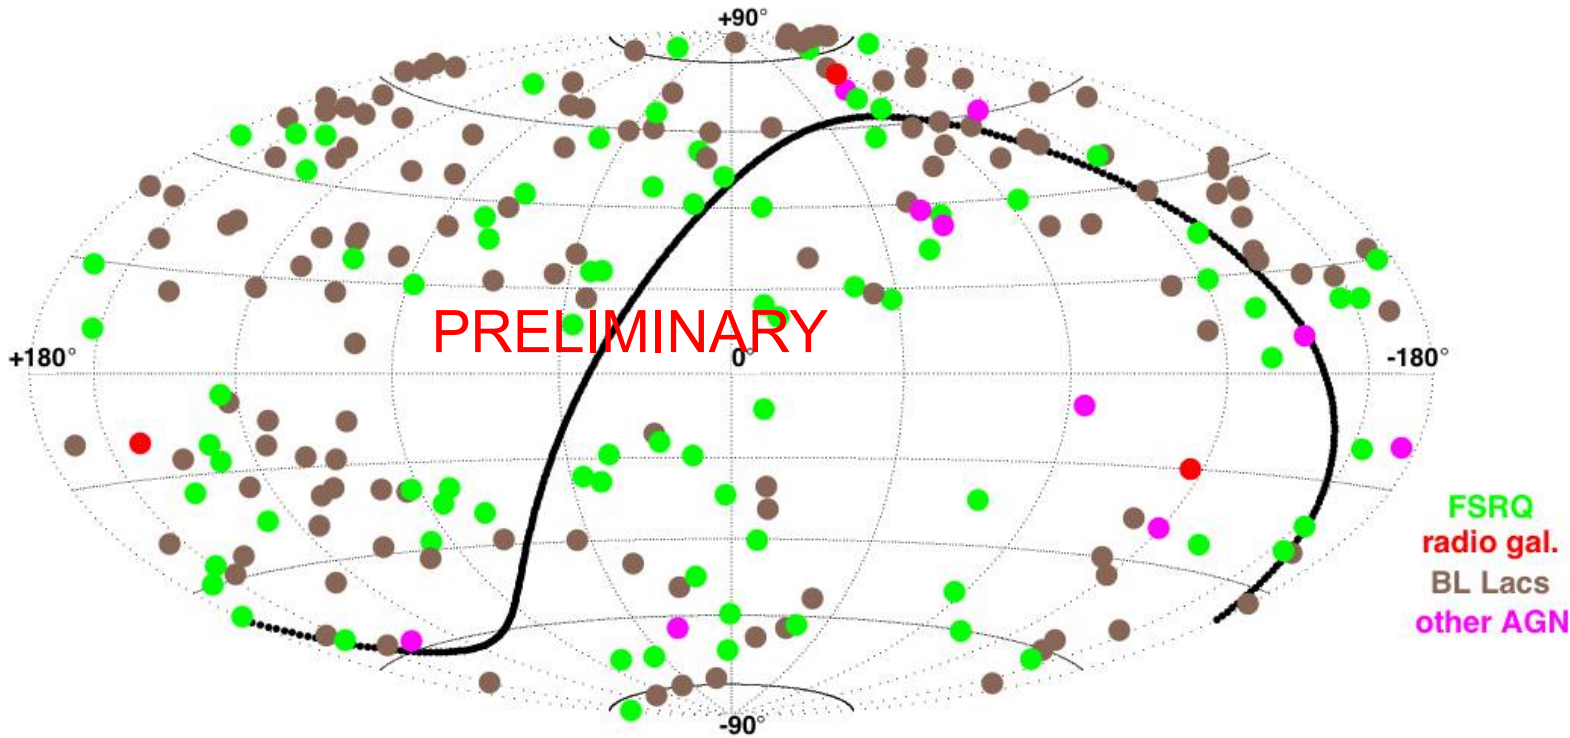 +90°
PRELIMINARY
+180°
0°
-180°
FSRQ
radio gal.
BL Lacs
other AGN
-90°